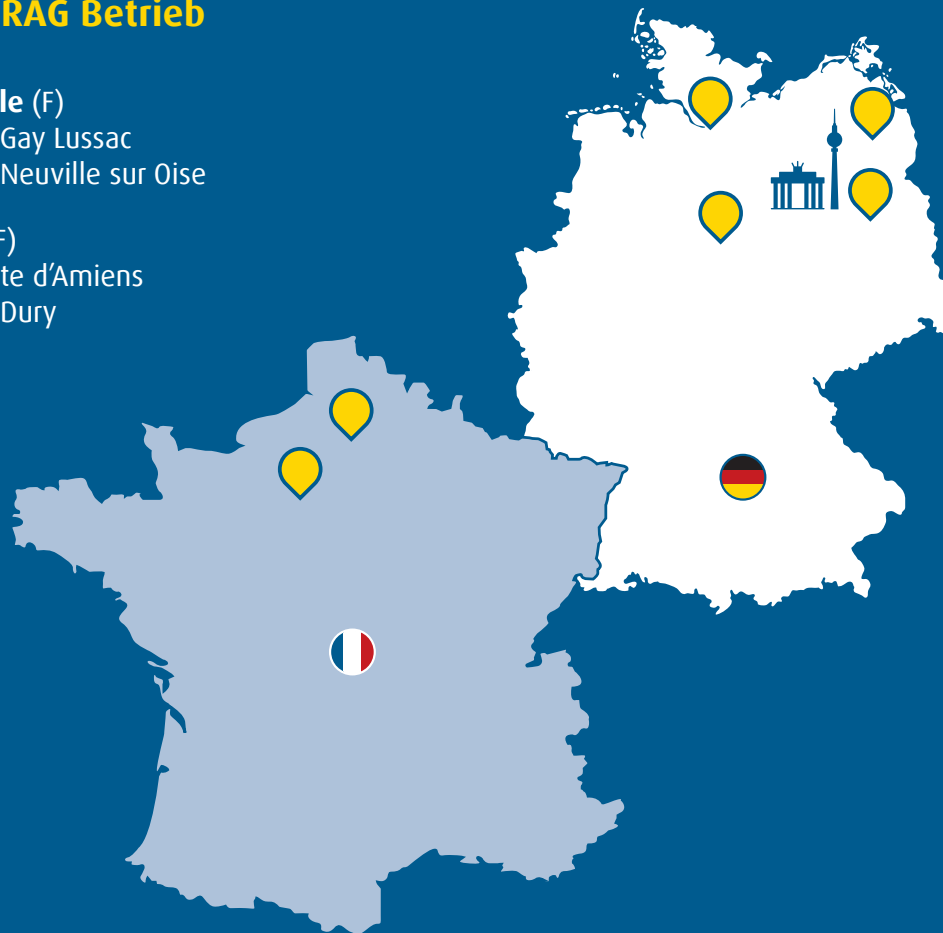 RAG Betrieb
le (F)
Gay Lussac
Neuville sur Oise
F)
te d'Amiens
Dury